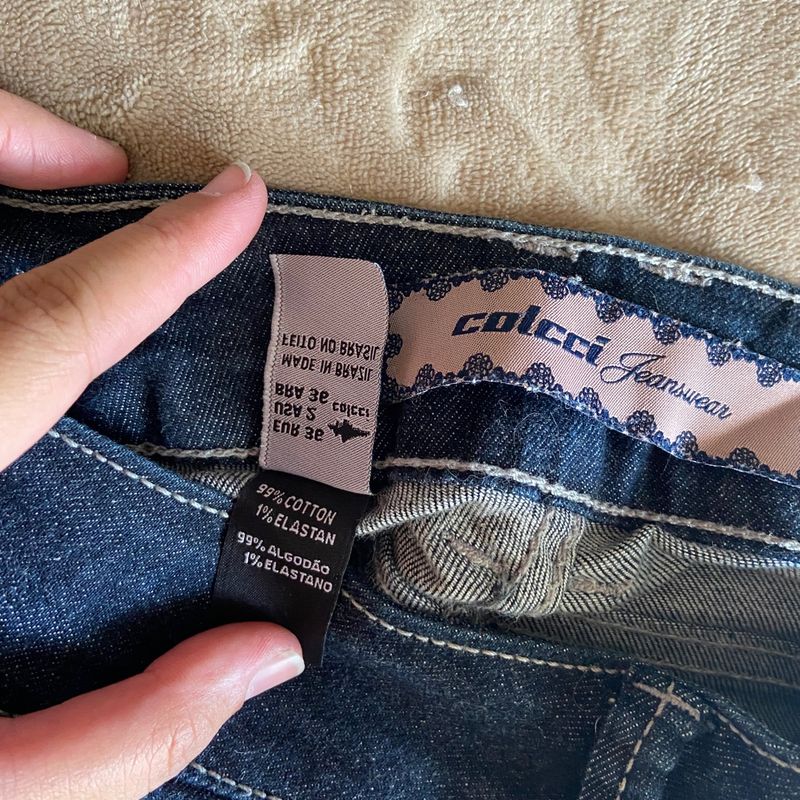 colcci Jeanswear
EUR 36
USA 2 colcci
BRA 36
MADE IN BRAZIL
FEITO NO BRASIL
99% COTTON
1% ELASTAN
99% ALGODÃO
1% ELASTANO